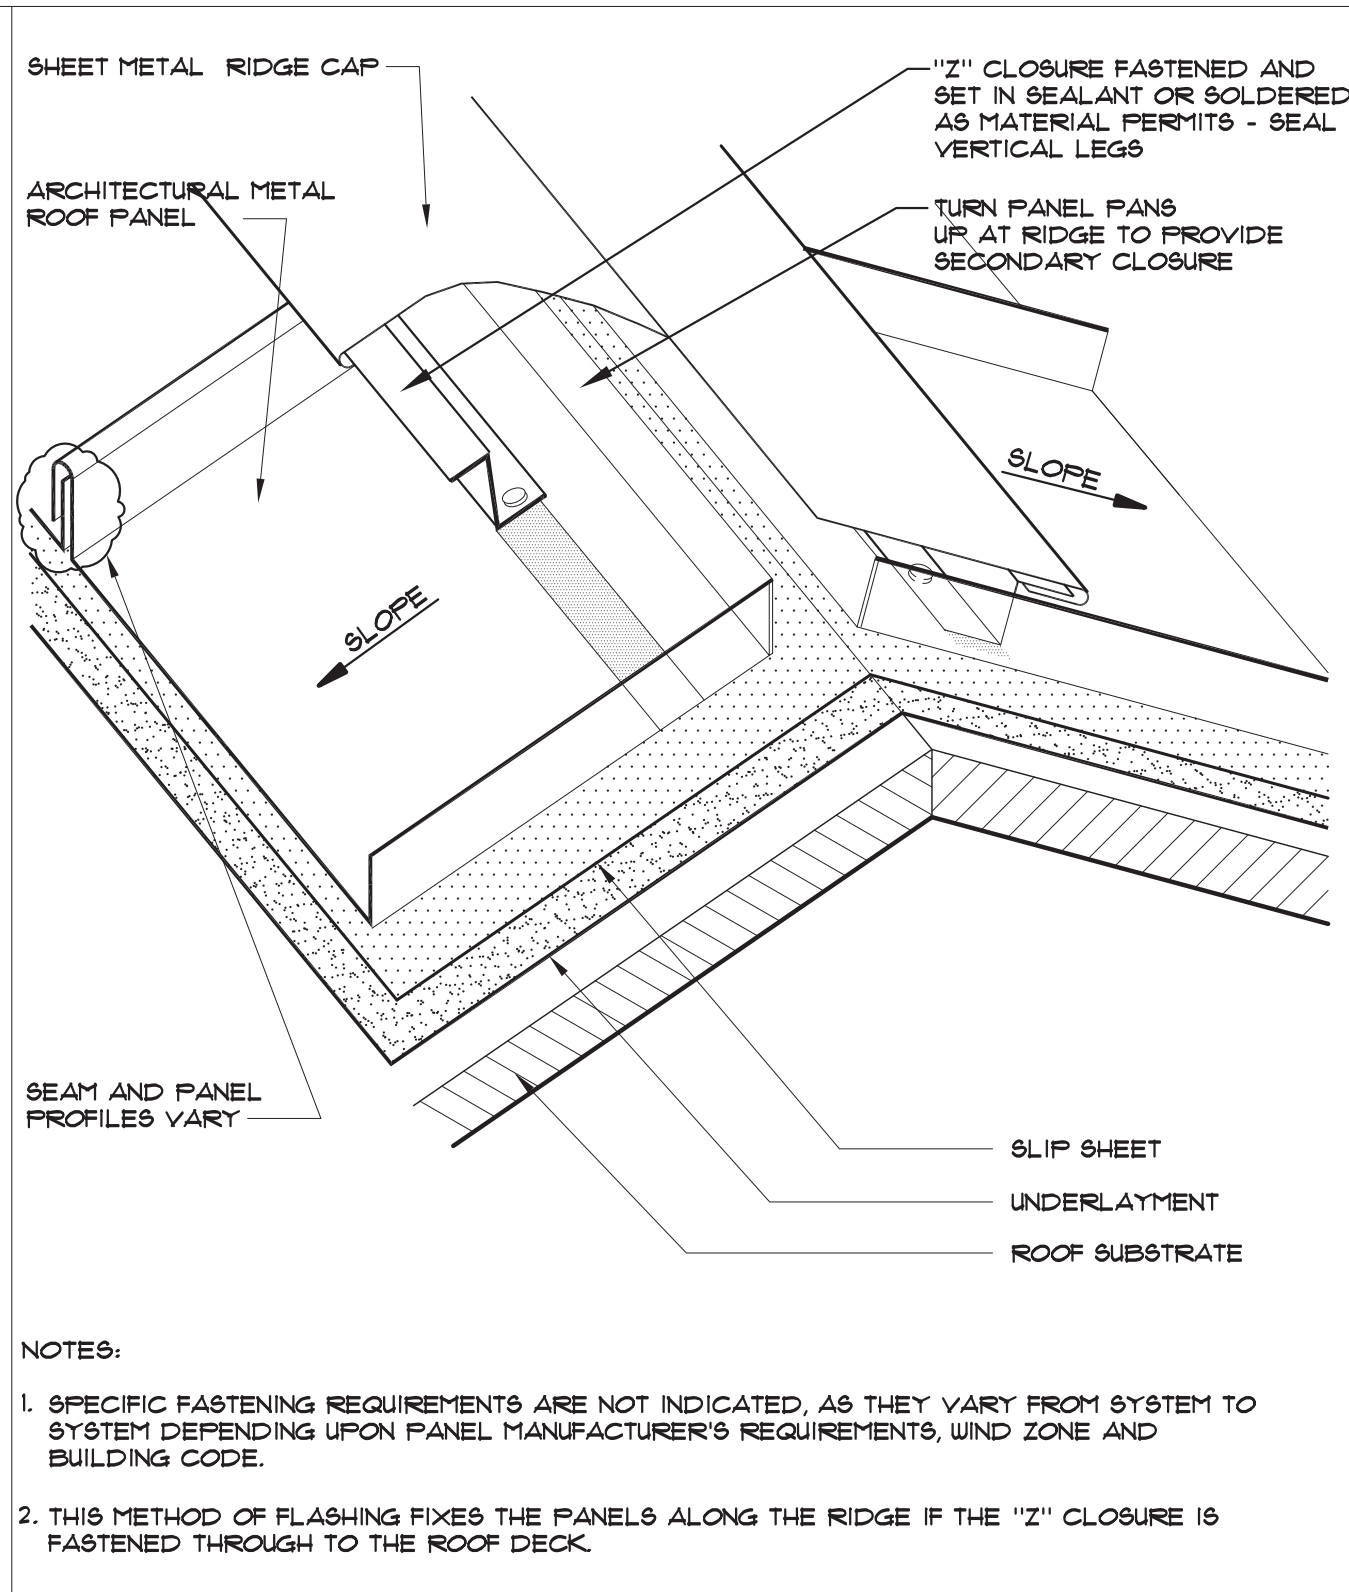 SHEET METAL RIDGE CAP
"Z" CLOSURE FASTENED AND
SET IN SEALANT OR SOLDERED
AS MATERIAL PERMITS - SEAL
VERTICAL LEGS
ARCHITECTURAL METAL
ROOF PANEL
TURN PANEL PANS
UP AT RIDGE TO PROVIDE
SECONDARY CLOSURE
SLOPE
SLOPE
SEAM AND PANEL
PROFILES VARY
SLIP SHEET
UNDERLAYMENT
ROOF SUBSTRATE
NOTES:
1. SPECIFIC FASTENING REQUIREMENTS ARE NOT INDICATED, AS THEY VARY FROM SYSTEM TO
SYSTEM DEPENDING UPON PANEL MANUFACTURER'S REQUIREMENTS, WIND ZONE AND
BUILDING CODE.
2. THIS METHOD OF FLASHING FIXES THE PANELS ALONG THE RIDGE IF THE "Z" CLOSURE IS
FASTENED THROUGH TO THE ROOF DECK.